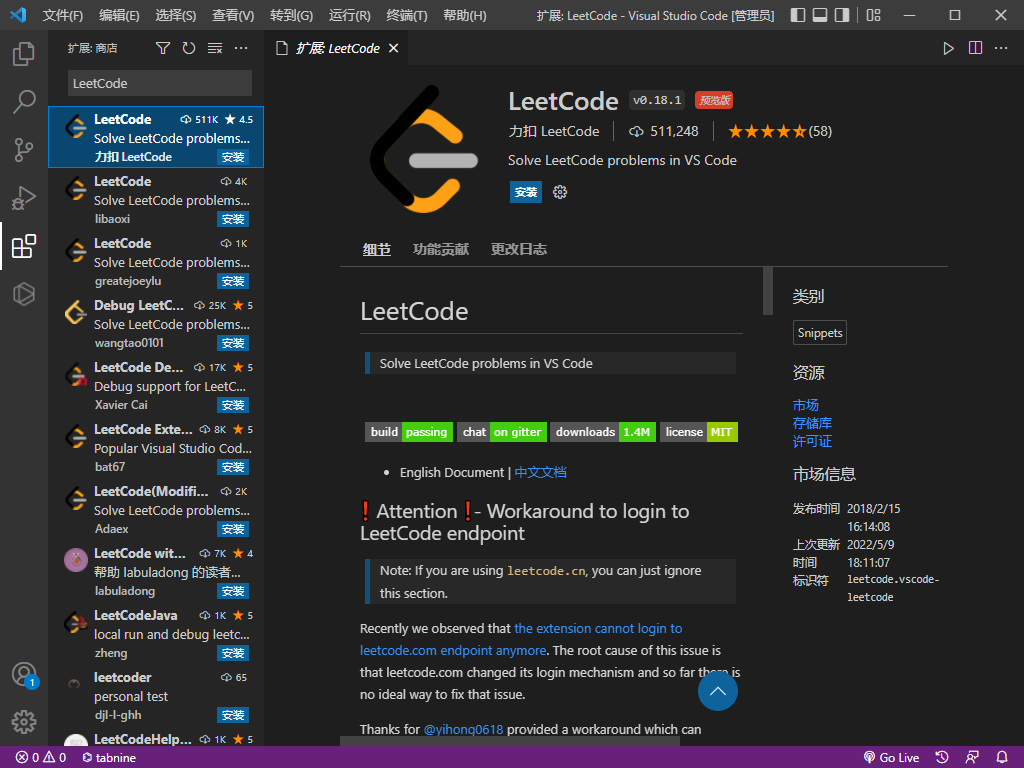 文件(F) 编辑(E) 选择(S) 查看(V) 转到(G) 运行(R) 终端(T) 帮助(H) 扩展: LeetCode - Visual Studio Code [管理员]
扩展: 商店
LeetCode
LeetCode 511K 4.5
Solve LeetCode problems...
力扣 LeetCode 安装
LeetCode 4K
Solve LeetCode problems...
libaoxi 安装
LeetCode 1K
Solve LeetCode problems...
greatejoeylu 安装
Debug LeetC... 25K 5
Solve LeetCode problems...
wangtao0101 安装
LeetCode De... 17K 5
Debug support for LeetC...
Xavier Cai 安装
LeetCode Exte... 8K 5
Popular Visual Studio Cod...
bat67 安装
LeetCode(Modifi... 2K
Solve LeetCode problems...
Adaex 安装
LeetCode wit... 7K 4
帮助 labuladong 的读者...
labuladong 安装
LeetCodeJava 1K 5
local run and debug leetc...
zheng 安装
leetcoder 65
personal test
djl-l-ghh 安装
LeetCodeHelp... 1K 5
扩展: LeetCode
LeetCode v0.18.1 预览版
力扣 LeetCode 511,248 (58)
Solve LeetCode problems in VS Code
安装
细节 功能贡献 更改日志
LeetCode
Solve LeetCode problems in VS Code
build passing chat on gitter downloads 1.4M license MIT
• English Document | 中文文档
❗ Attention ❗- Workaround to login to
LeetCode endpoint
Note: If you are using leetcode.cn, you can just ignore
this section.
Recently we observed that the extension cannot login to
leetcode.com endpoint anymore. The root cause of this issue is
that leetcode.com changed its login mechanism and so far there is
no ideal way to fix that issue.
Thanks for @yihong0618 provided a workaround which can
类别
Snippets
资源
市场
存储库
许可证
市场信息
发布时间 2018/2/15
16:14:08
上次更新 2022/5/9
时间 18:11:07
标识符 leetcode.vscode-
leetcode
1
0 0 tabnine Go Live